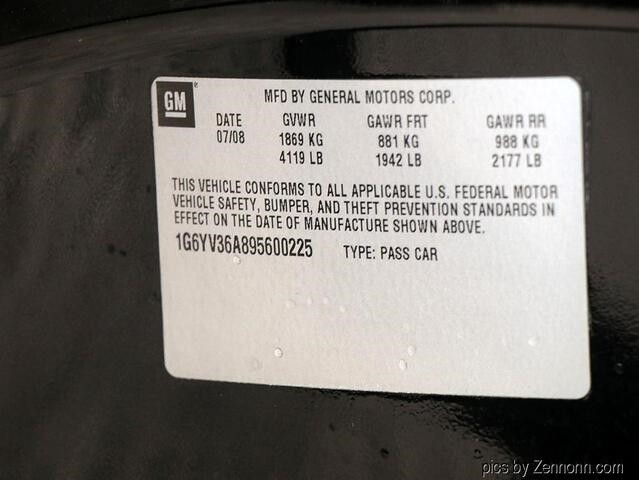 GM ®
MFD BY GENERAL MOTORS CORP.
DATE GVWR GAWR FRT GAWR RR
07/08 1869 KG 881 KG 988 KG
4119 LB 1942 LB 2177 LB
THIS VEHICLE CONFORMS TO ALL APPLICABLE U.S. FEDERAL MOTOR
VEHICLE SAFETY, BUMPER, AND THEFT PREVENTION STANDARDS IN
EFFECT ON THE DATE OF MANUFACTURE SHOWN ABOVE.
1G6YV36A895600225 TYPE: PASS CAR
pics by Zennonn.com